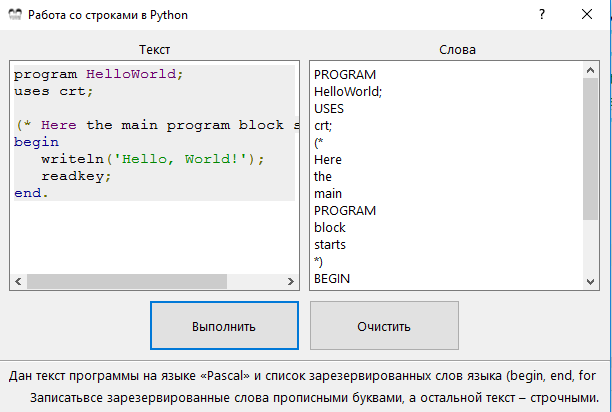 Работа со строками в Python
Текст
Слова
program HelloWorld;
uses crt;
(* Here the main program block s
begin
writeln('Hello, World!');
readkey;
end.
PROGRAM
HelloWorld;
USES
crt;
(*
Here
the
main
PROGRAM
block
starts
*)
BEGIN
Выполнить
Очистить
Дан текст программы на языке «Pascal» и список зарезервированных слов языка (begin, end, for
Записатьвсе зарезервированные слова прописными буквами, а остальной текст – строчными.